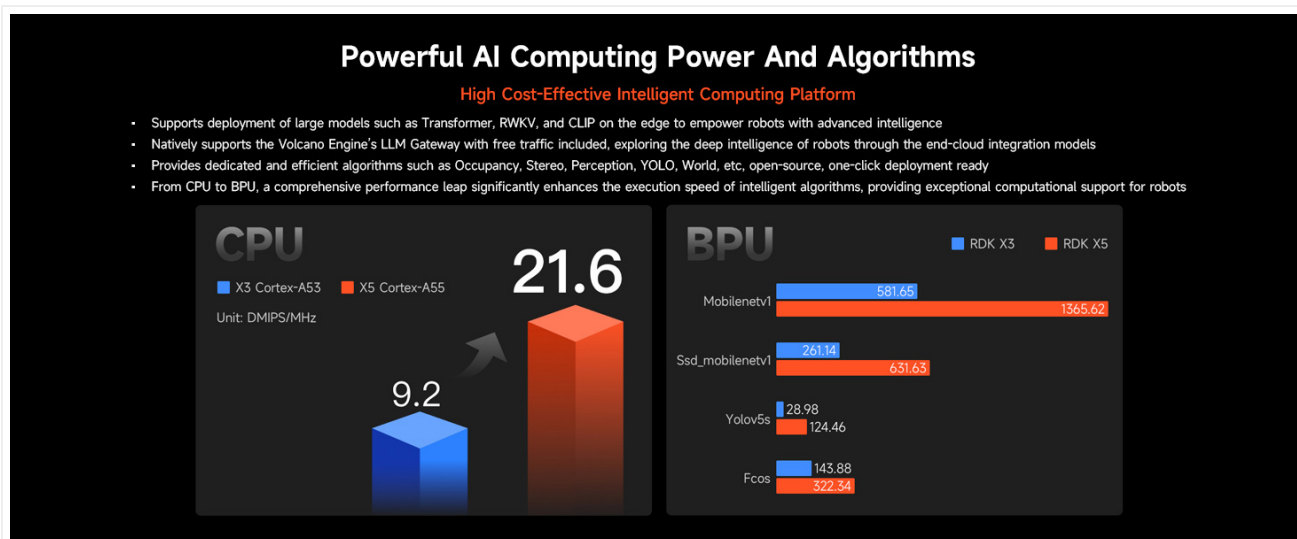 Powerful AI Computing Power And Algorithms
High Cost-Effective Intelligent Computing Platform
▪ Supports deployment of large models such as Transformer, RWKV, and CLIP on the edge to empower robots with advanced intelligence
▪ Natively supports the Volcano Engine's LLM Gateway with free traffic included, exploring the deep intelligence of robots through the end-cloud integration models
▪ Provides dedicated and efficient algorithms such as Occupancy, Stereo, Perception, YOLO, World, etc, open-source, one-click deployment ready
▪ From CPU to BPU, a comprehensive performance leap significantly enhances the execution speed of intelligent algorithms, providing exceptional computational support for robots
CPU
X3 Cortex-A53 X5 Cortex-A55
Unit: DMIPS/MHz
9.2
21.6
BPU
RDK X3 RDK X5
Mobilenetv1
581.65
1365.62
Ssd_mobilenetv1
261.14
631.63
Yolov5s
28.98
124.46
Fcos
143.88
322.34